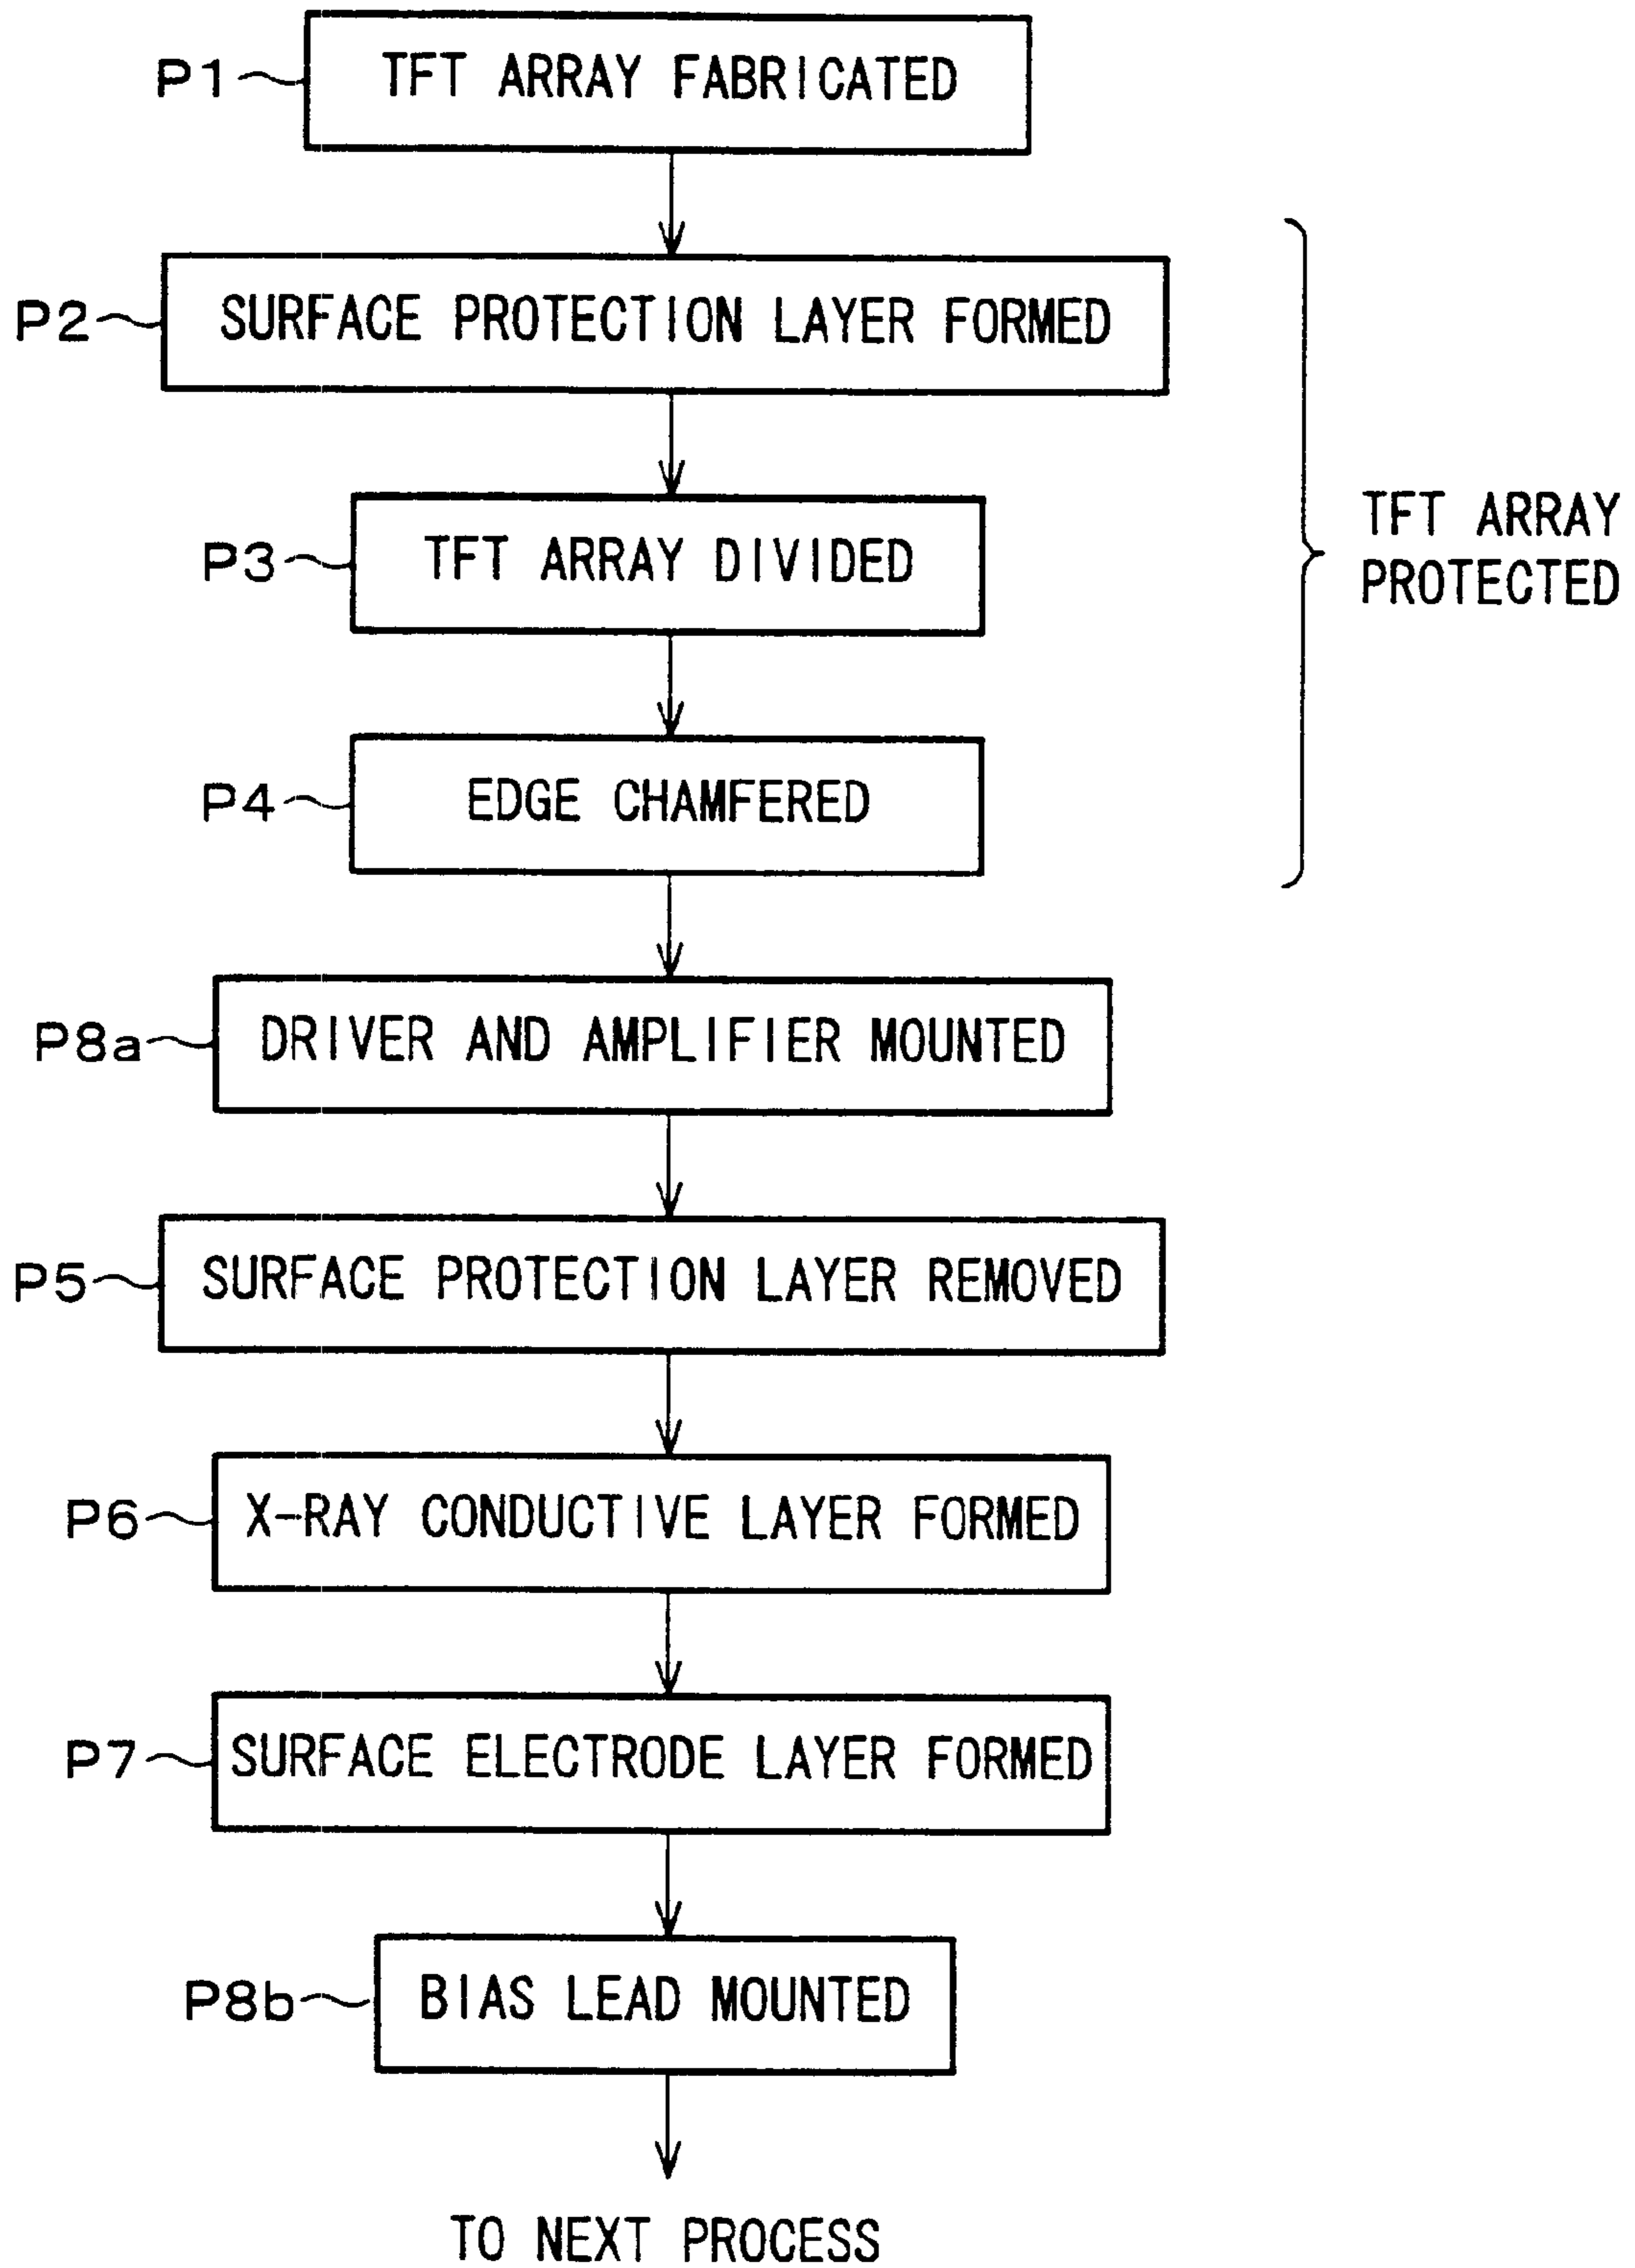 P1 TFT ARRAY FABRICATED
P2 SURFACE PROTECTION LAYER FORMED
P3 TFT ARRAY DIVIDED
TFT ARRAY
PROTECTED
P4 EDGE CHAMFERED
P8a DRIVER AND AMPLIFIER MOUNTED
P5 SURFACE PROTECTION LAYER REMOVED
P6 X-RAY CONDUCTIVE LAYER FORMED
P7 SURFACE ELECTRODE LAYER FORMED
P8b BIAS LEAD MOUNTED
TO NEXT PROCESS